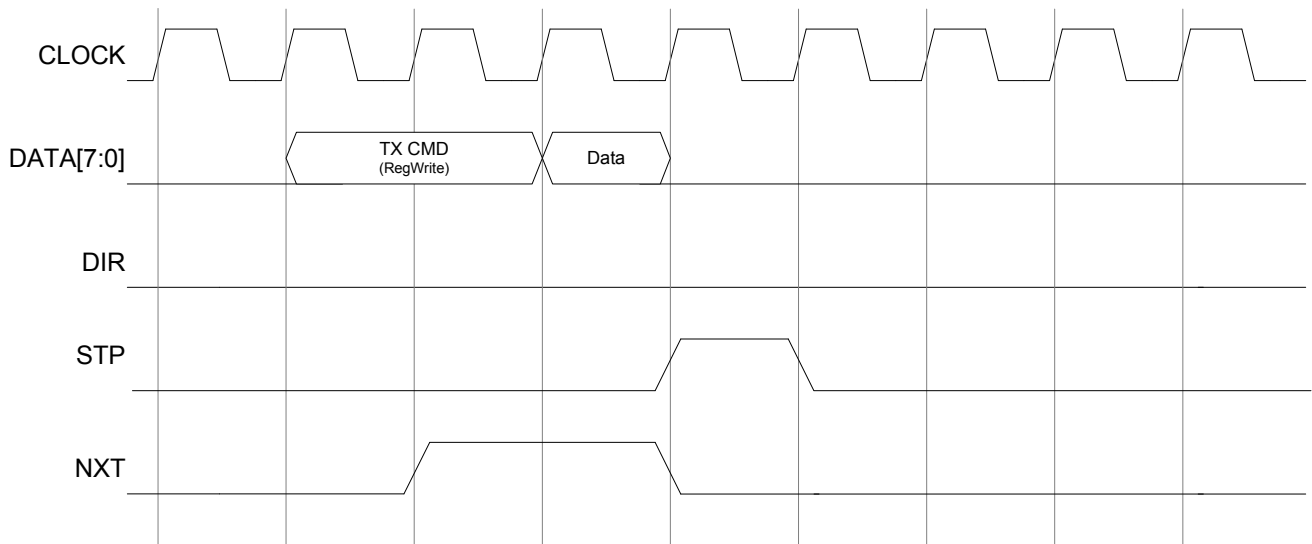 CLOCK
DATA[7:0]
TX CMD
(RegWrite)
Data
DIR
STP
NXT